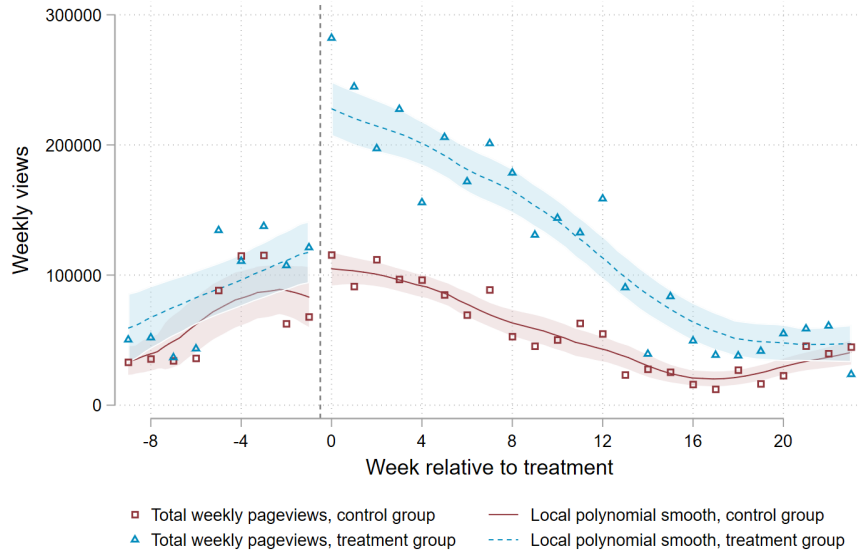 300000
200000
100000
0
Weekly views
-8 -4 0 4 8 12 16 20
Week relative to treatment
Total weekly pageviews, control group Local polynomial smooth, control group
Total weekly pageviews, treatment group Local polynomial smooth, treatment group